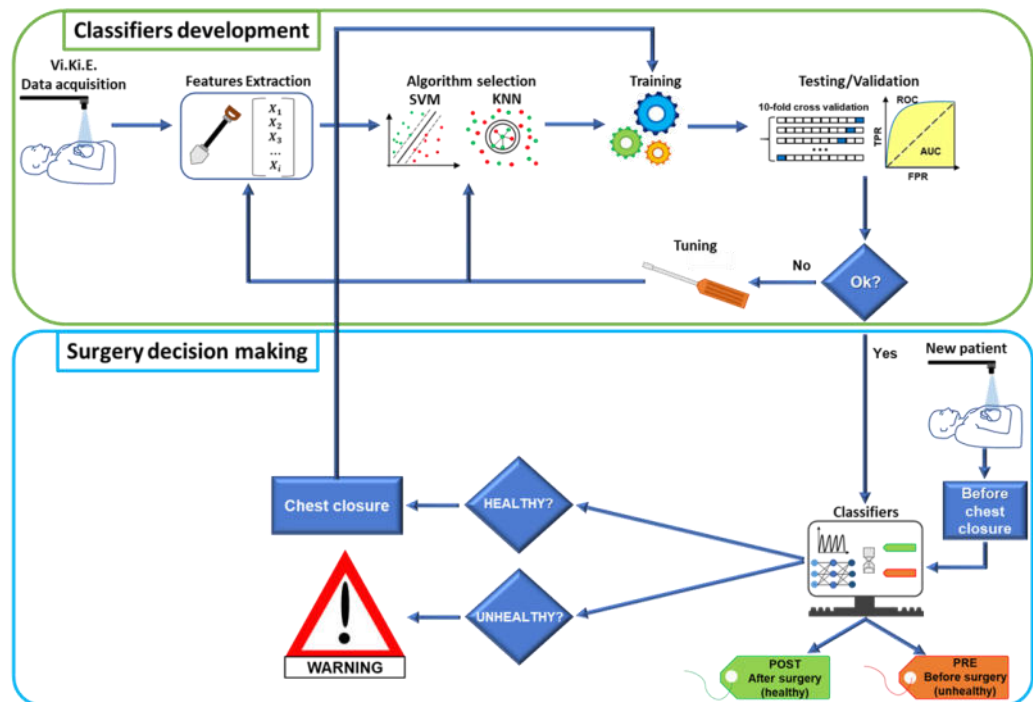 Classifiers development
Vi.Ki.E.
Data acquisition
Features Extraction
X1
X2
X3
...
Xi
Algorithm selection
SVM
KNN
Training
Testing/Validation
10-fold cross validation
...
ROC
TPR
AUC
FPR
Tuning
No
Ok?
Surgery decision making
Yes
New patient
Before
chest
closure
Classifiers
HEALTHY?
Chest closure
UNHEALTHY?
WARNING
POST
After surgery
(healthy)
PRE
Before surgery
(unhealthy)